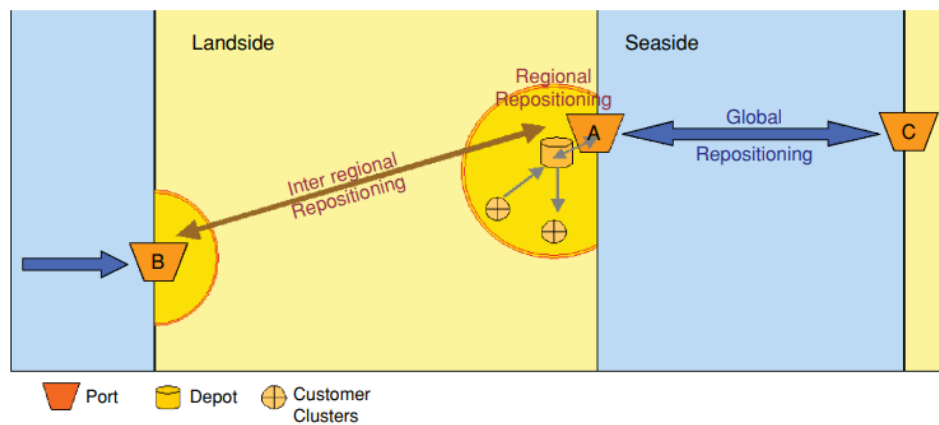 Landside
Seaside
Regional
Repositioning
A
Global
Repositioning
C
Inter regional
Repositioning
B
Port
Depot
Customer
Clusters